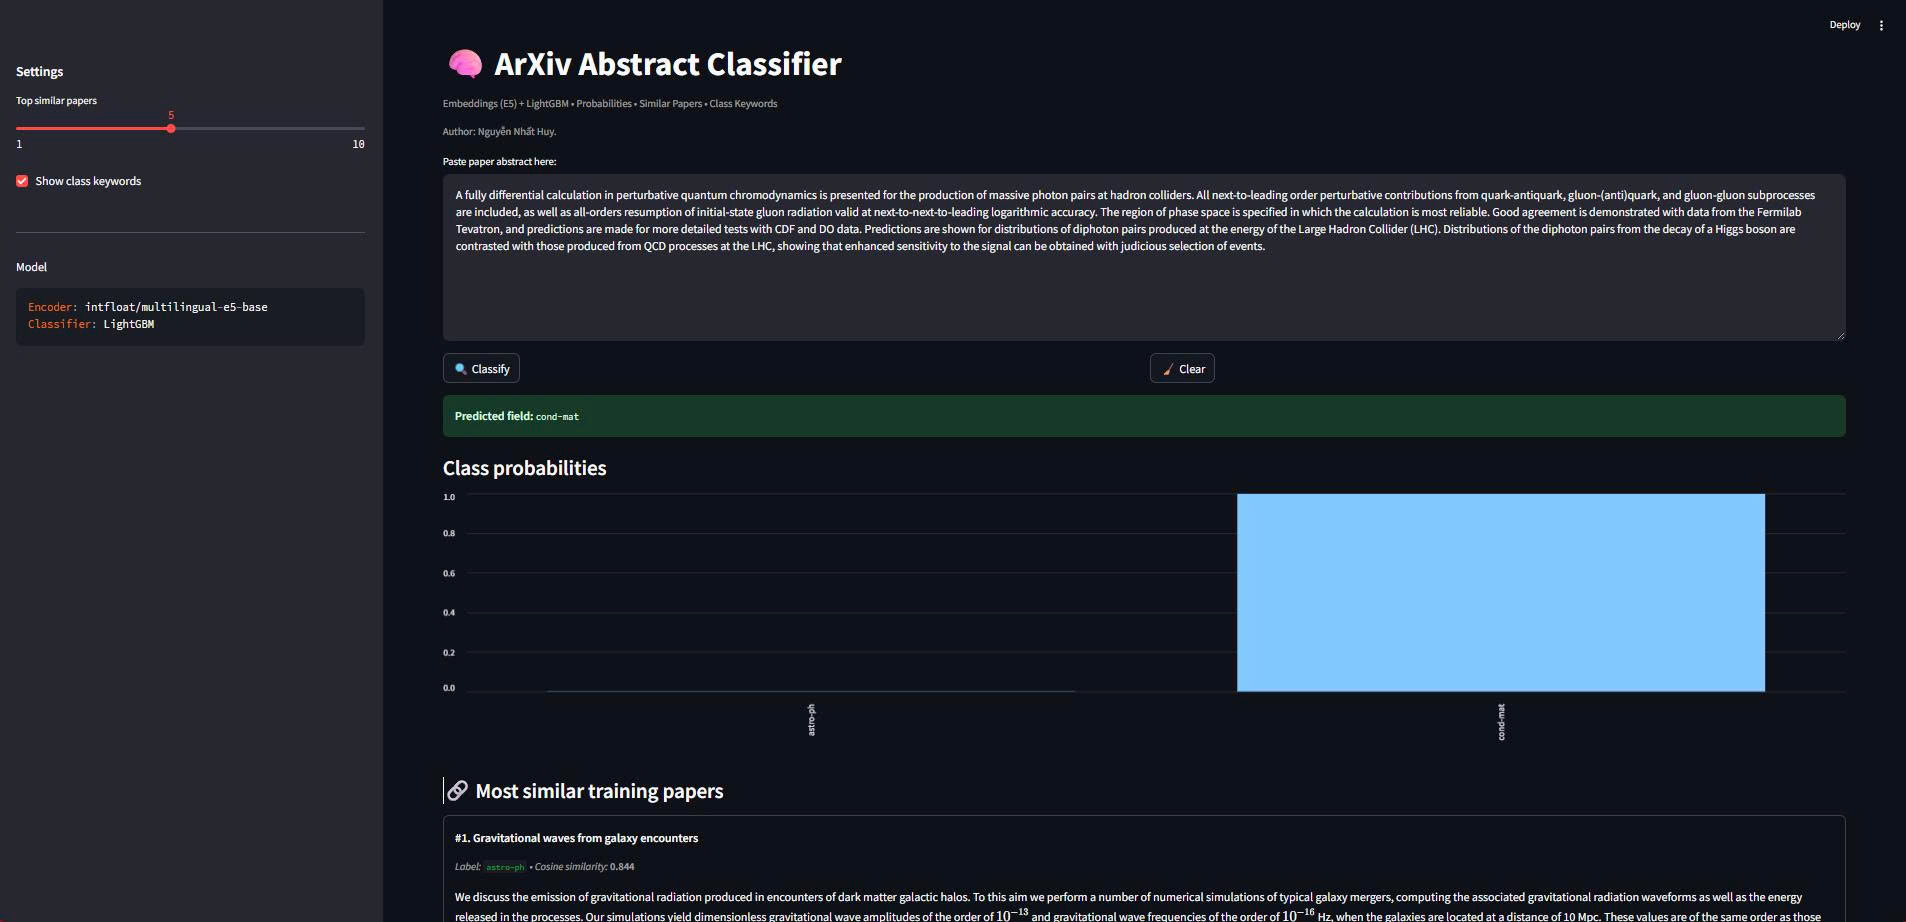 Deploy
Settings
Top similar papers
5
1
10
Show class keywords
Model
Encoder: intfloat/multilingual-e5-base
Classifier: LightGBM
ArXiv Abstract Classifier
Embeddings (E5) + LightGBM • Probabilities • Similar Papers • Class Keywords
Author: Nguyễn Nhất Huy.
Paste paper abstract here:
A fully differential calculation in perturbative quantum chromodynamics is presented for the production of massive photon pairs at hadron colliders. All next-to-leading order perturbative contributions from quark-antiquark, gluon-(anti)quark, and gluon-gluon subprocesses
are included, as well as all-orders resumption of initial-state gluon radiation valid at next-to-next-to-leading logarithmic accuracy. The region of phase space is specified in which the calculation is most reliable. Good agreement is demonstrated with data from the Fermilab
Tevatron, and predictions are made for more detailed tests with CDF and DO data. Predictions are shown for distributions of diphoton pairs produced at the energy of the Large Hadron Collider (LHC). Distributions of the diphoton pairs from the decay of a Higgs boson are
contrasted with those produced from QCD processes at the LHC, showing that enhanced sensitivity to the signal can be obtained with judicious selection of events.
Classify
Clear
Predicted field: cond-mat
Class probabilities
1.0
0.8
0.6
0.4
0.2
0.0
astro-ph
cond-mat
Most similar training papers
#1. Gravitational waves from galaxy encounters
Label: astro-ph • Cosine similarity: 0.844
We discuss the emission of gravitational radiation produced in encounters of dark matter galactic halos. To this aim we perform a number of numerical simulations of typical galaxy mergers, computing the associated gravitational radiation waveforms as well as the energy
released in the processes. Our simulations yield dimensionless gravitational wave amplitudes of the order of 10⁻¹³ and gravitational wave frequencies of the order of 10⁻¹⁶ Hz, when the galaxies are located at a distance of 10 Mpc. These values are of the same order as those